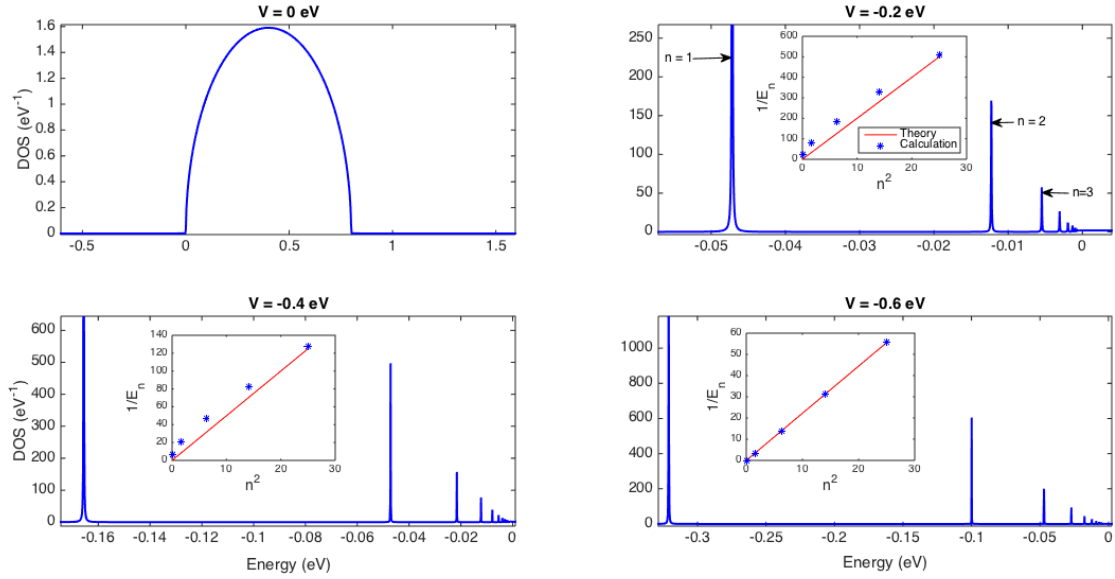 V = 0 eV
DOS (eV⁻¹)
1.6
1.4
1.2
1
0.8
0.6
0.4
0.2
0
-0.5 0 0.5 1 1.5
V = -0.2 eV
250
200
150
100
50
0
-0.05 -0.04 -0.03 -0.02 -0.01 0
n = 1
n = 2
n=3
1/Eₙ
600
500
400
300
200
100
0
0 10 20 30
n²
Theory
Calculation
V = -0.4 eV
DOS (eV⁻¹)
600
500
400
300
200
100
0
-0.16 -0.14 -0.12 -0.1 -0.08 -0.06 -0.04 -0.02 0
Energy (eV)
1/Eₙ
140
120
100
80
60
40
20
0
0 10 20 30
n²
V = -0.6 eV
1000
800
600
400
200
0
-0.3 -0.25 -0.2 -0.15 -0.1 -0.05 0
Energy (eV)
1/Eₙ
60
50
40
30
20
10
0
0 10 20 30
n²